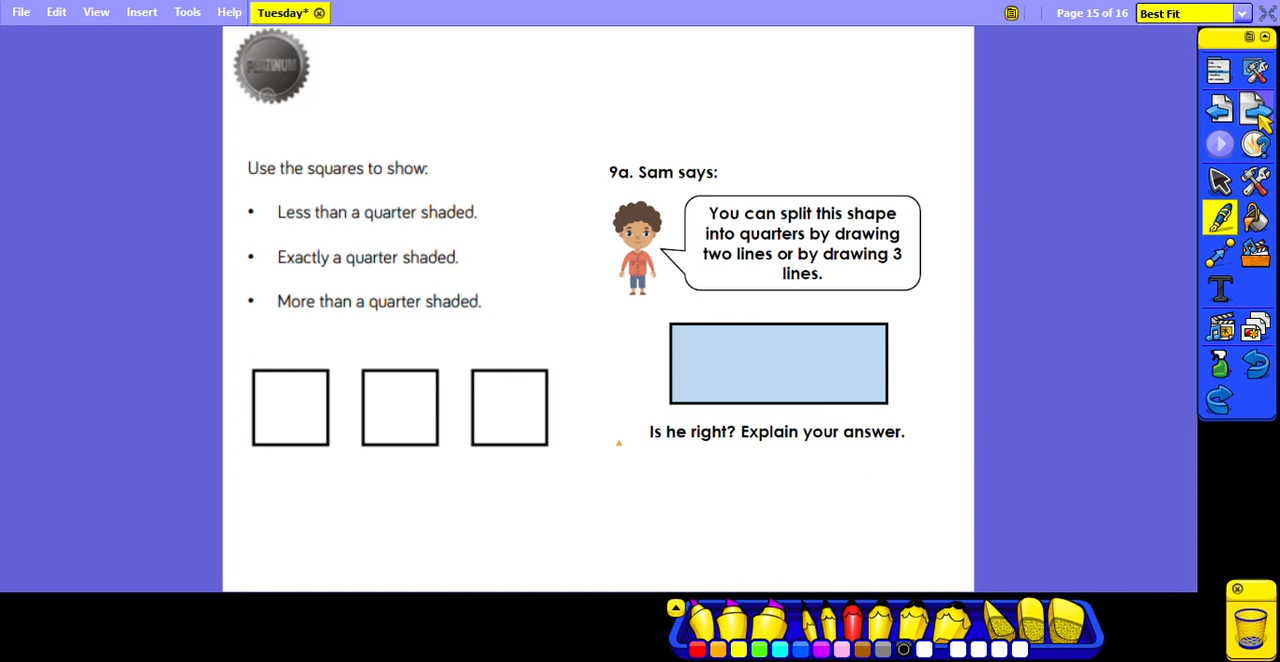 File Edit View Insert Tools Help Tuesday* Page 15 of 16 Best Fit
PLATINUM
Use the squares to show:
• Less than a quarter shaded.
• Exactly a quarter shaded.
• More than a quarter shaded.
9a. Sam says:
You can split this shape
into quarters by drawing
two lines or by drawing 3
lines.
Is he right? Explain your answer.